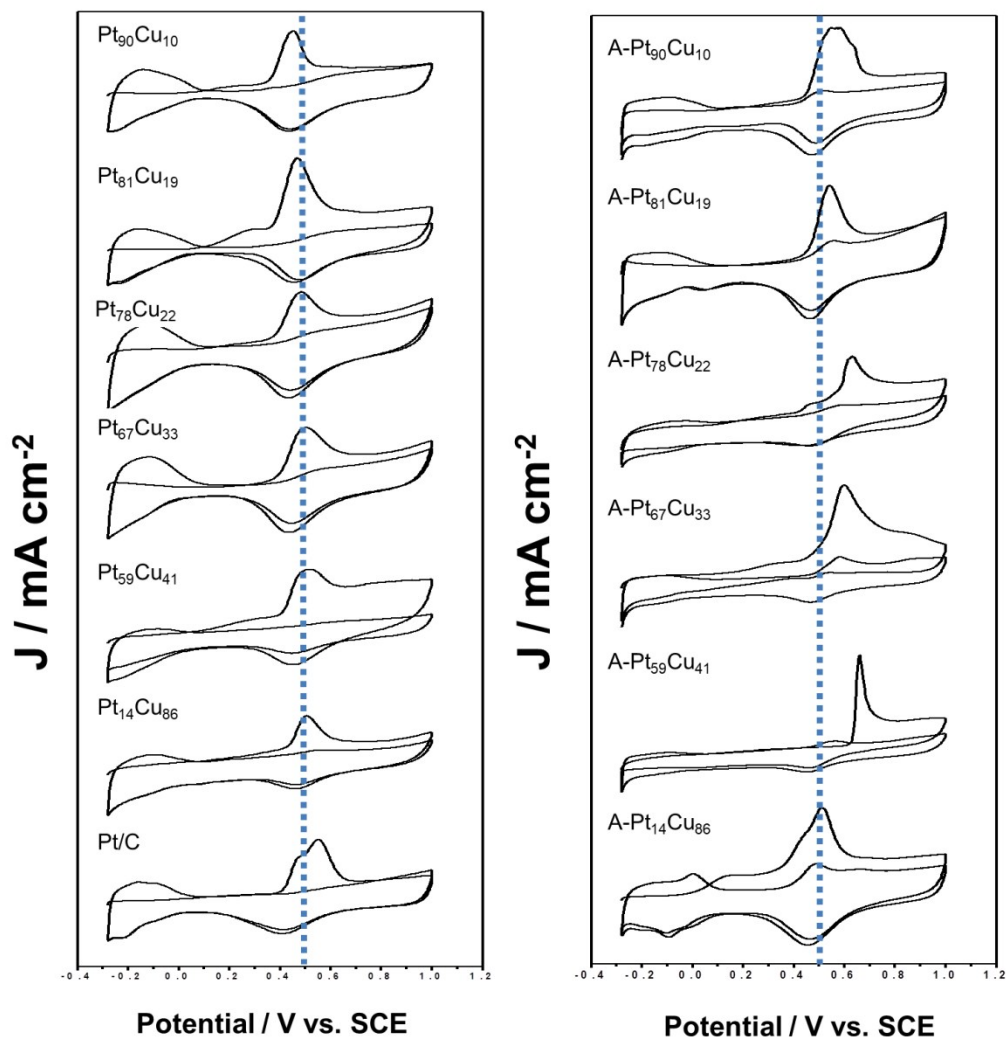 J / mA cm⁻²
Pt₉₀Cu₁₀
Pt₈₁Cu₁₉
Pt₇₈Cu₂₂
Pt₆₇Cu₃₃
Pt₅₉Cu₄₁
Pt₁₄Cu₈₆
Pt/C
-0.4 -0.2 0.0 0.2 0.4 0.6 0.8 1.0 1.2
Potential / V vs. SCE
J / mA cm⁻²
A-Pt₉₀Cu₁₀
A-Pt₈₁Cu₁₉
A-Pt₇₈Cu₂₂
A-Pt₆₇Cu₃₃
A-Pt₅₉Cu₄₁
A-Pt₁₄Cu₈₆
-0.4 -0.2 0.0 0.2 0.4 0.6 0.8 1.0 1.2
Potential / V vs. SCE